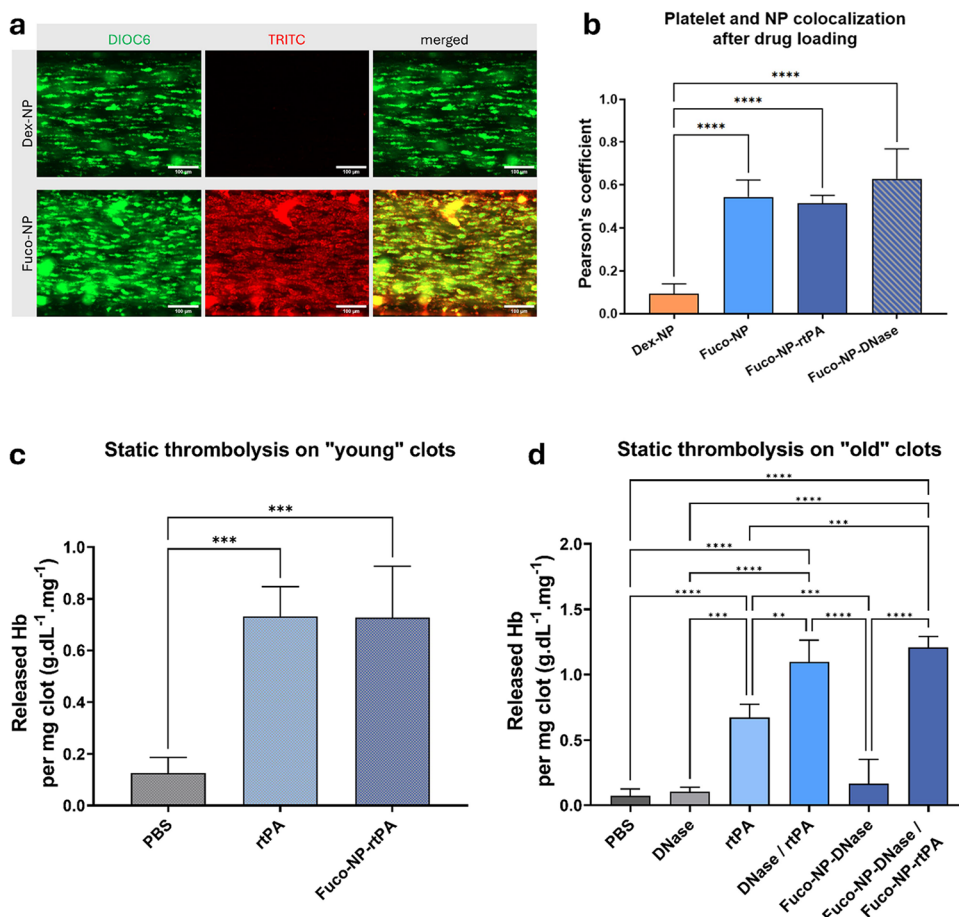 a
DIOC6 TRITC merged
Dex-NP
100 µm 100 µm 100 µm
Fuco-NP
100 µm 100 µm 100 µm
b
Platelet and NP colocalization
after drug loading
****
****
****
Pearson's coefficient
1.0
0.8
0.6
0.4
0.2
0.0
Dex-NP
Fuco-NP
Fuco-NP-rtPA
Fuco-NP-DNase
c
Static thrombolysis on "young" clots
***
***
Released Hb
per mg clot (g.dL⁻¹.mg⁻¹)
1.0
0.8
0.6
0.4
0.2
0.0
PBS
rtPA
Fuco-NP-rtPA
d
Static thrombolysis on "old" clots
****
****
***
****
****
**** ***
*** ** **** ****
Released Hb
per mg clot (g.dL⁻¹.mg⁻¹)
2.0
1.5
1.0
0.5
0.0
PBS
DNase
rtPA
DNase / rtPA
Fuco-NP-DNase
Fuco-NP-DNase /
Fuco-NP-rtPA